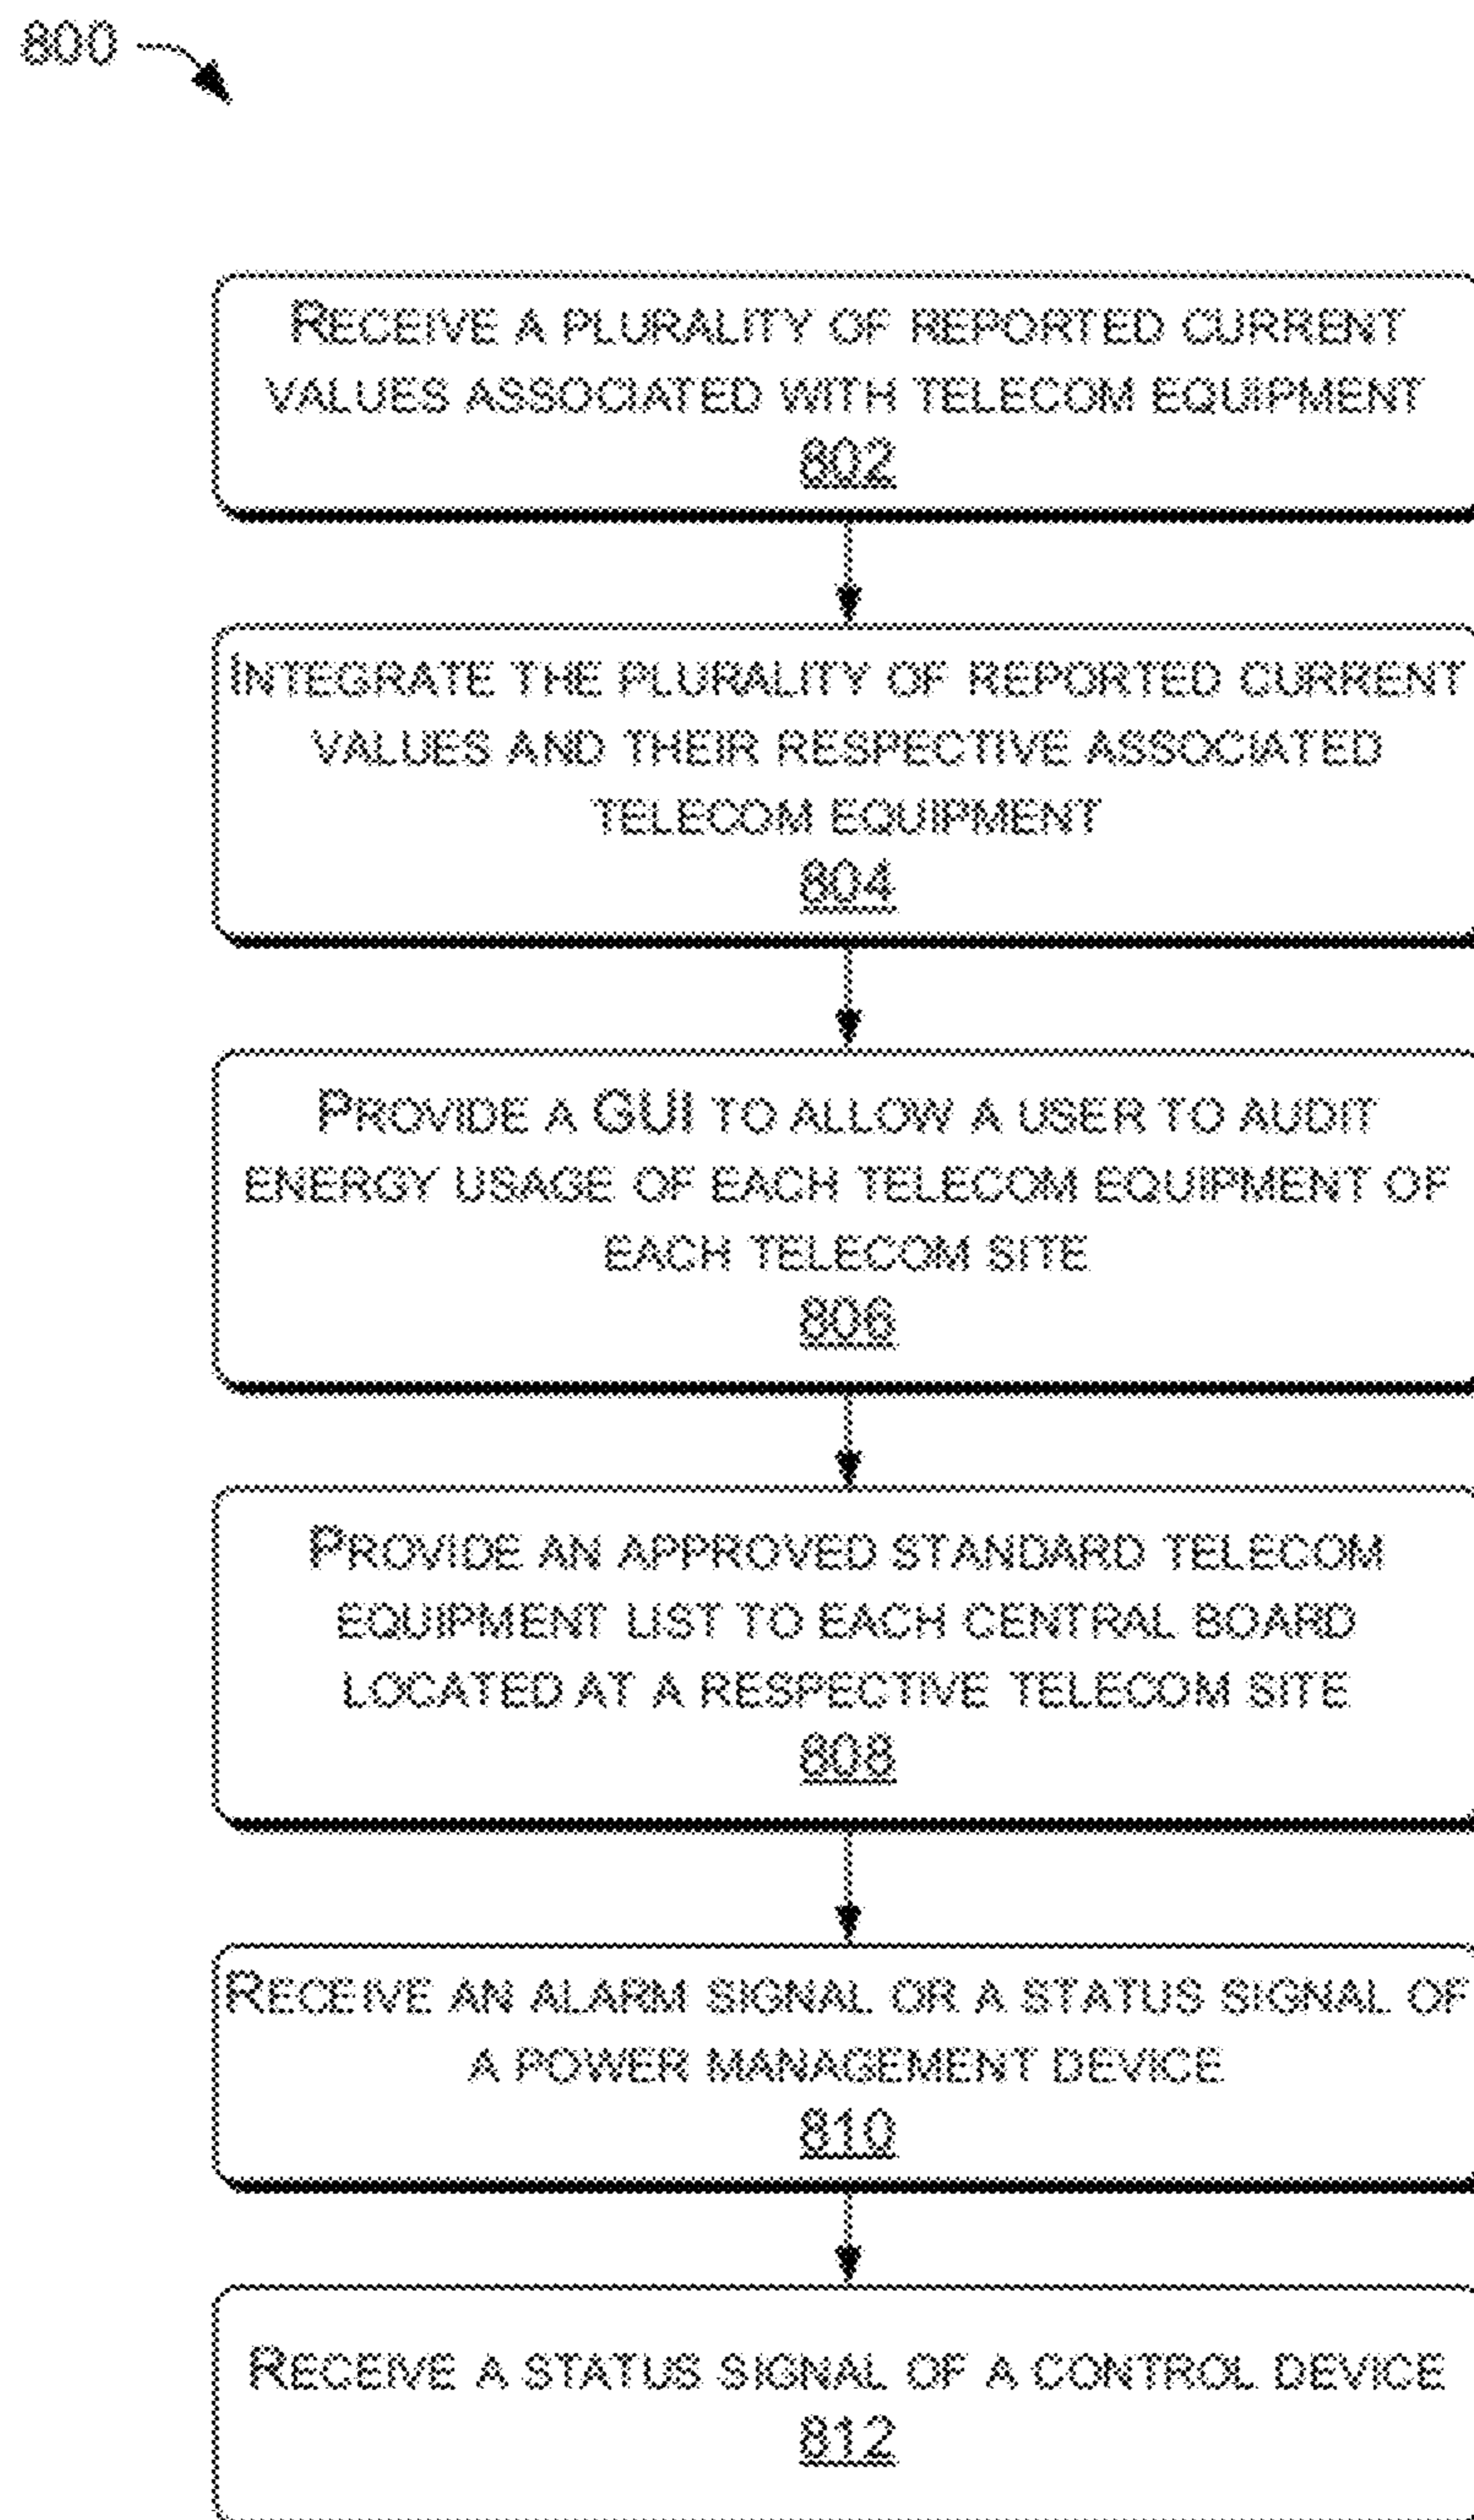 800
RECEIVE A PLURALITY OF REPORTED CURRENT
VALUES ASSOCIATED WITH TELECOM EQUIPMENT
802
INTEGRATE THE PLURALITY OF REPORTED CURRENT
VALUES AND THEIR RESPECTIVE ASSOCIATED
TELECOM EQUIPMENT
804
PROVIDE A GUI TO ALLOW A USER TO AUDIT
ENERGY USAGE OF EACH TELECOM EQUIPMENT OF
EACH TELECOM SITE
806
PROVIDE AN APPROVED STANDARD TELECOM
EQUIPMENT LIST TO EACH CENTRAL BOARD
LOCATED AT A RESPECTIVE TELECOM SITE
808
RECEIVE AN ALARM SIGNAL OR A STATUS SIGNAL OF
A POWER MANAGEMENT DEVICE
810
RECEIVE A STATUS SIGNAL OF A CONTROL DEVICE
812